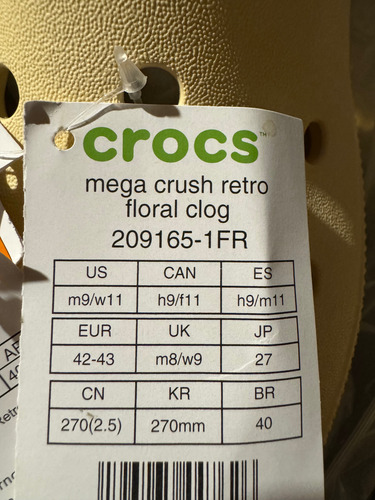 crocs™
mega crush retro
floral clog
209165-1FR
US CAN ES
m9/w11 h9/f11 h9/m11
EUR UK JP
42-43 m8/w9 27
CN KR BR
270(2.5) 270mm 40